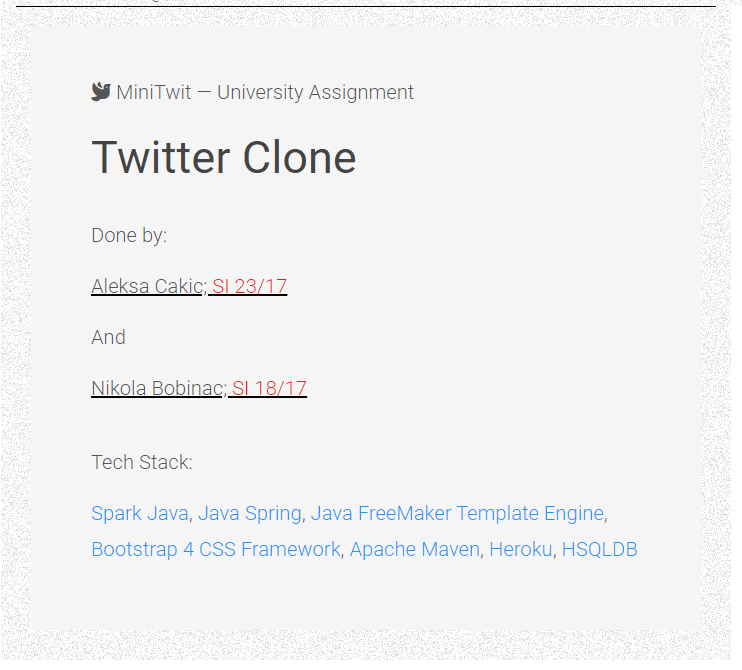 MiniTwit — University Assignment
Twitter Clone
Done by:
Aleksa Cakic; SI 23/17
And
Nikola Bobinac; SI 18/17
Tech Stack:
Spark Java, Java Spring, Java FreeMaker Template Engine,
Bootstrap 4 CSS Framework, Apache Maven, Heroku, HSQLDB